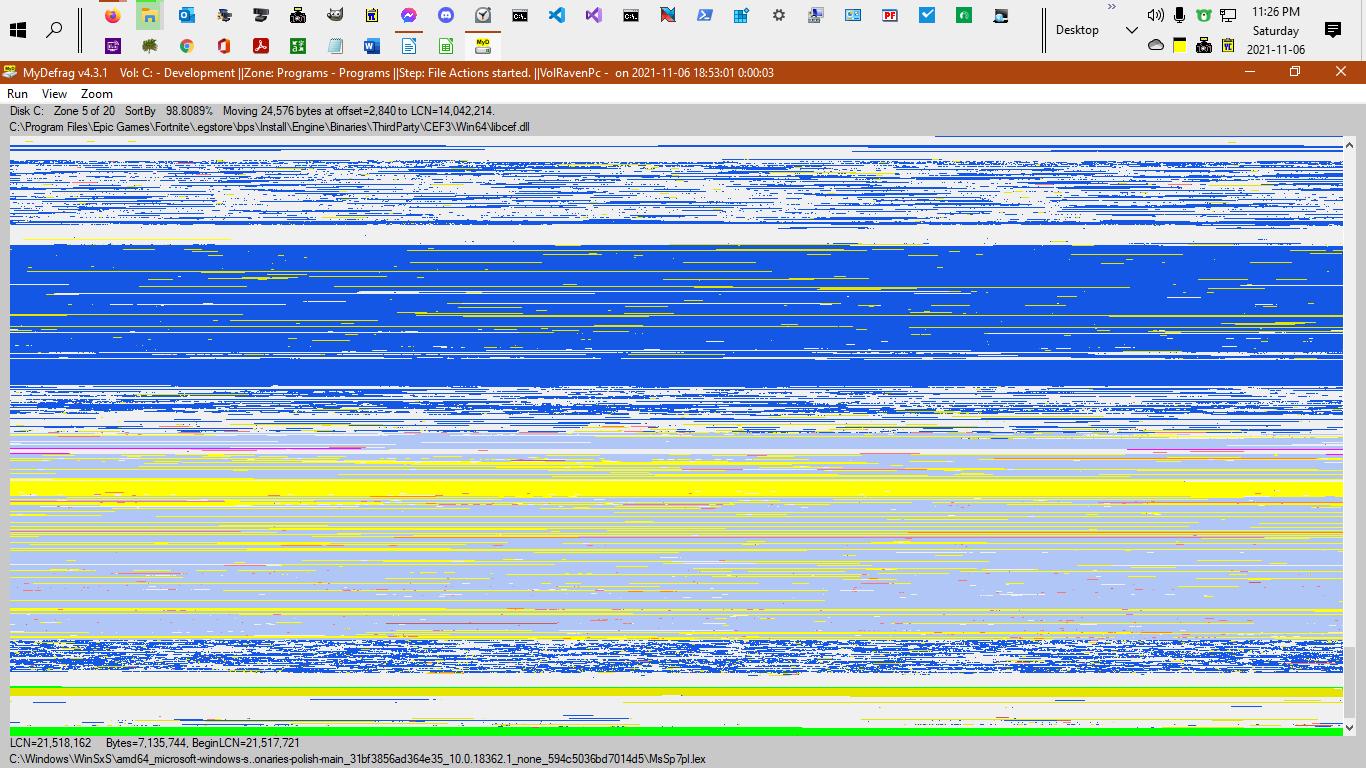 11:26 PM
Desktop
Saturday
2021-11-06
MyDefrag v4.3.1 Vol: C: - Development ||Zone: Programs - Programs ||Step: File Actions started. ||VolRavenPc - on 2021-11-06 18:53:01 0:00:03
Run View Zoom
Disk C: Zone 5 of 20 SortBy 98.8089% Moving 24,576 bytes at offset=2,840 to LCN=14,042,214.
C:\Program Files\Epic Games\Fortnite\.egstore\bps\Install\Engine\Binaries\ThirdParty\CEF3\Win64\libcef.dll
LCN=21,518,162 Bytes=7,135,744, BeginLCN=21,517,721
C:\Windows\WinSxS\amd64_microsoft-windows-s..onaries-polish-main_31bf3856ad364e35_10.0.18362.1_none_594c5036bd7014d5\MsSp7pl.lex